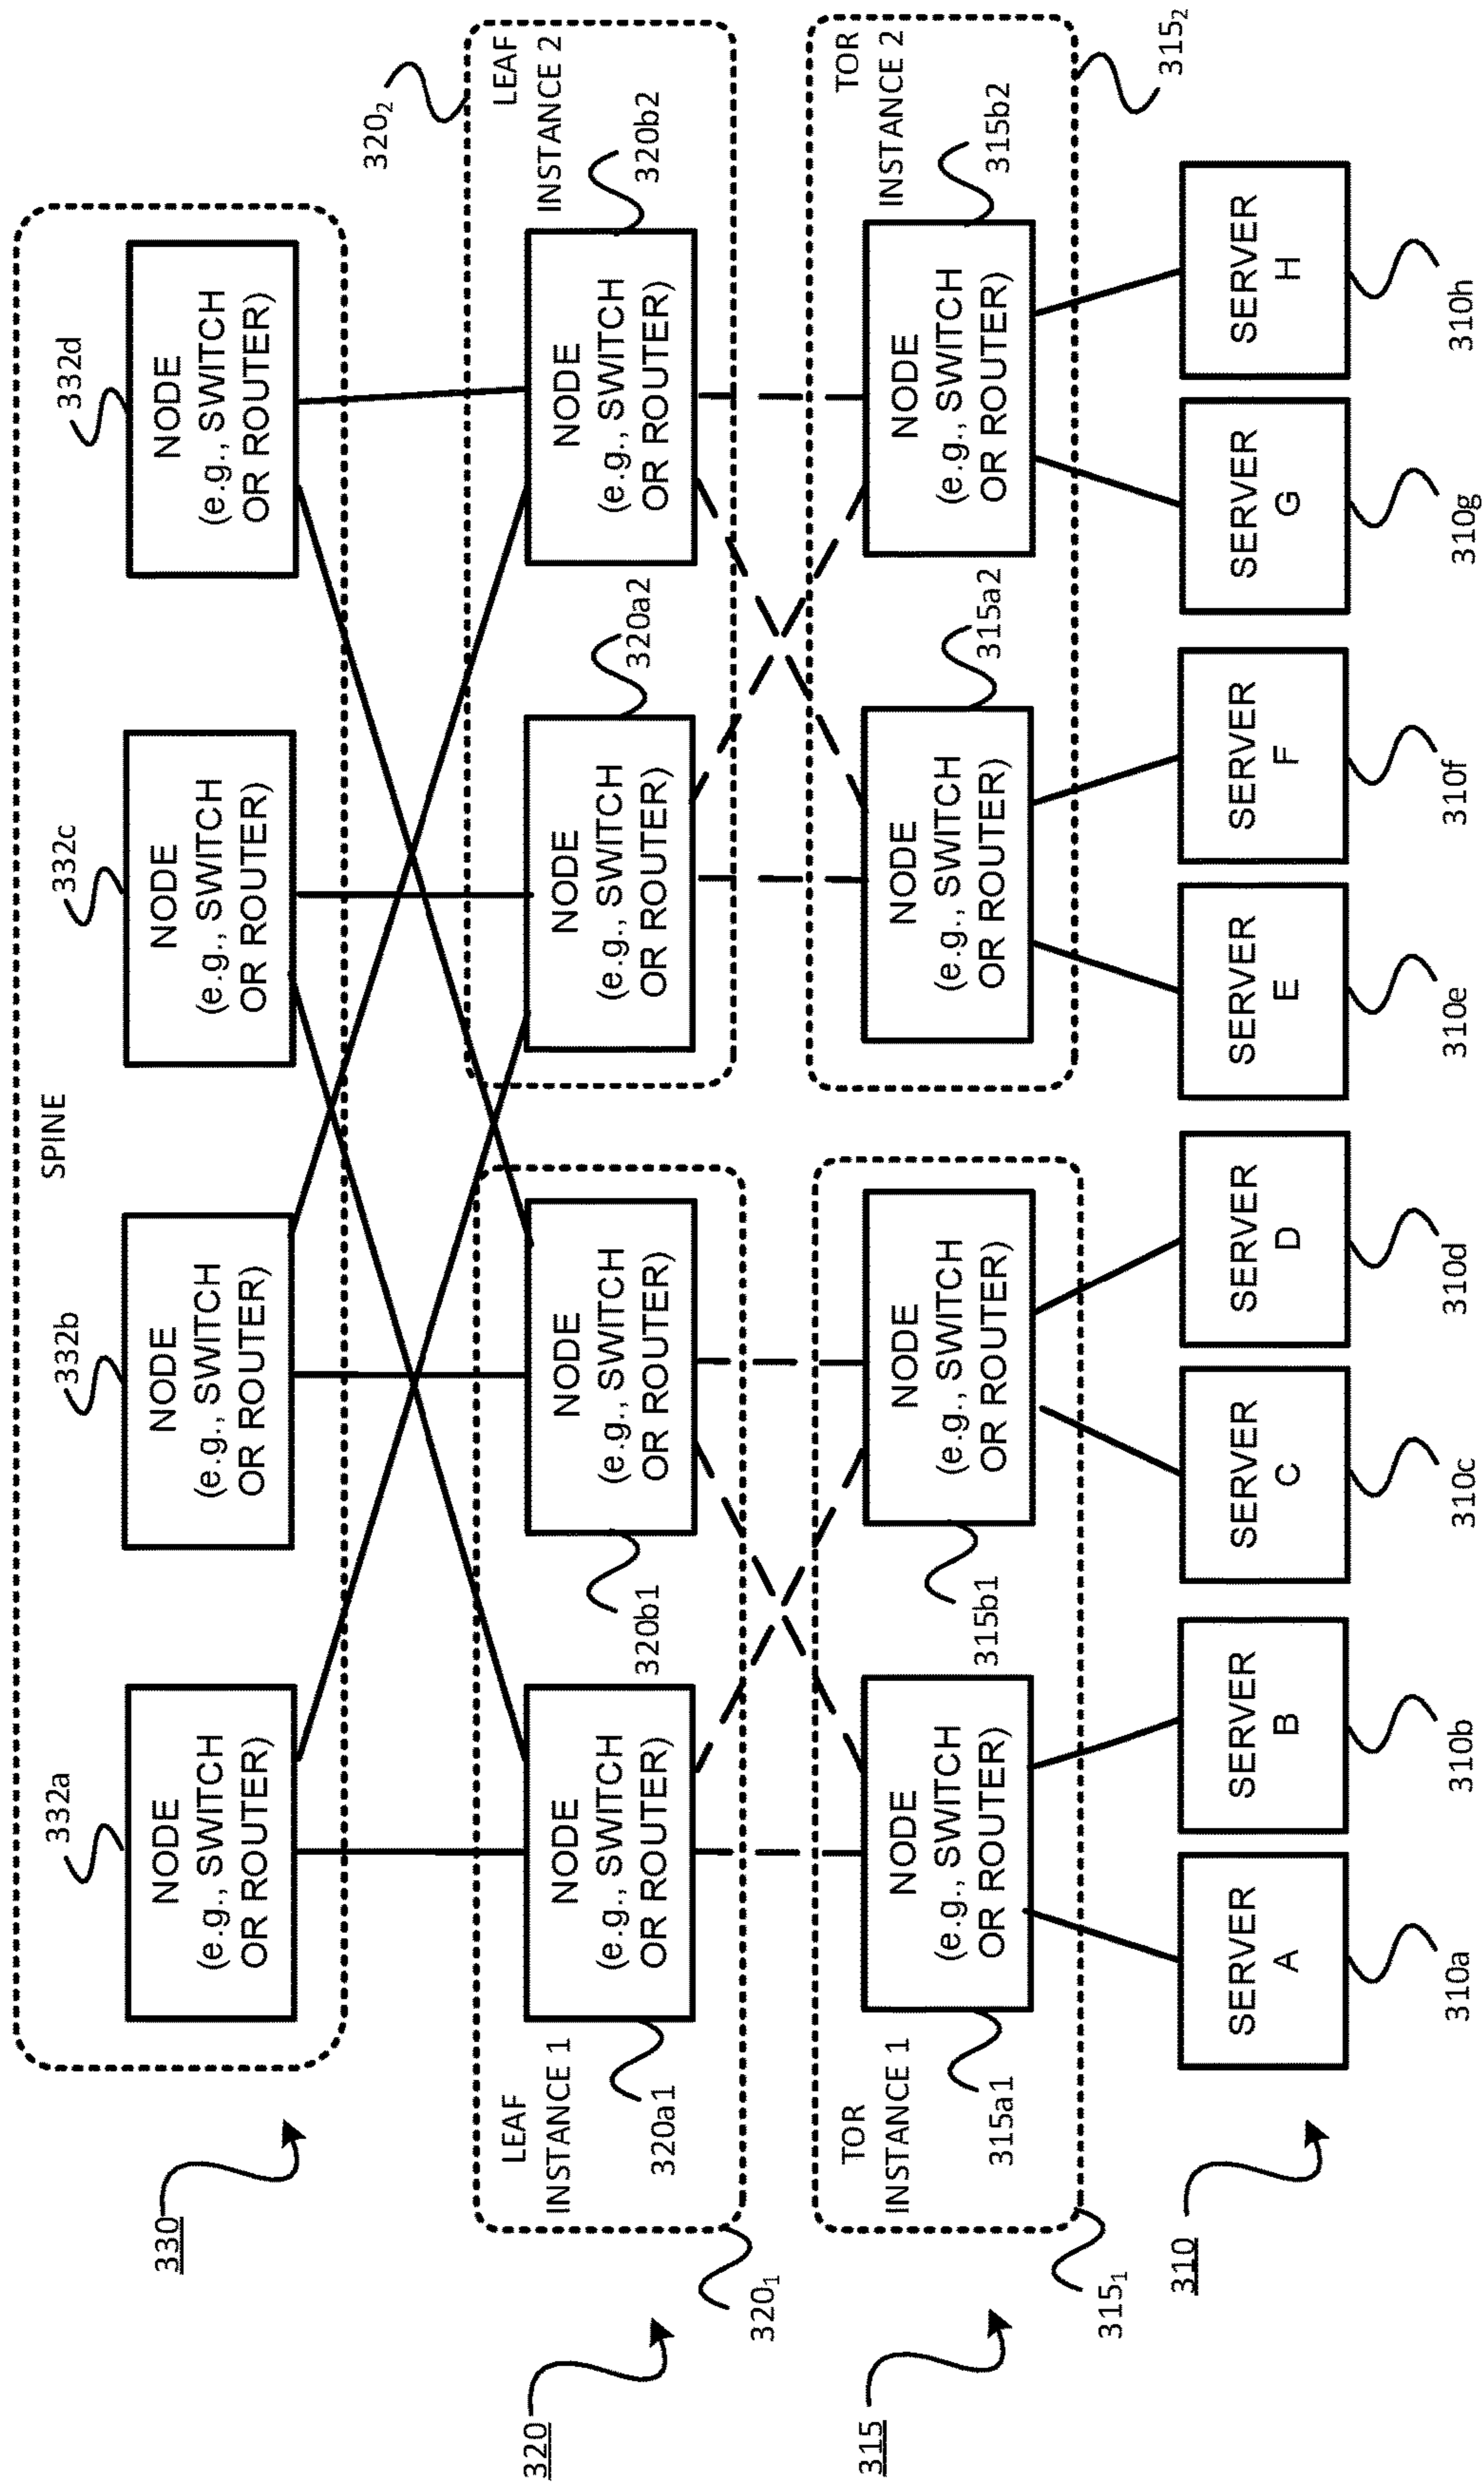 SPINE
330
332a
332b
332c
332d
NODE
(e.g., SWITCH
OR ROUTER)
NODE
(e.g., SWITCH
OR ROUTER)
NODE
(e.g., SWITCH
OR ROUTER)
NODE
(e.g., SWITCH
OR ROUTER)
320
320₁
LEAF
INSTANCE 1
320a1
NODE
(e.g., SWITCH
OR ROUTER)
320b1
NODE
(e.g., SWITCH
OR ROUTER)
320₂
LEAF
INSTANCE 2
320a2
NODE
(e.g., SWITCH
OR ROUTER)
320b2
NODE
(e.g., SWITCH
OR ROUTER)
315
315₁
TOR
INSTANCE 1
315a1
NODE
(e.g., SWITCH
OR ROUTER)
315b1
NODE
(e.g., SWITCH
OR ROUTER)
315₂
TOR
INSTANCE 2
315a2
NODE
(e.g., SWITCH
OR ROUTER)
315b2
NODE
(e.g., SWITCH
OR ROUTER)
310
SERVER
A
SERVER
B
SERVER
C
SERVER
D
SERVER
E
SERVER
F
SERVER
G
SERVER
H
310a
310b
310c
310d
310e
310f
310g
310h